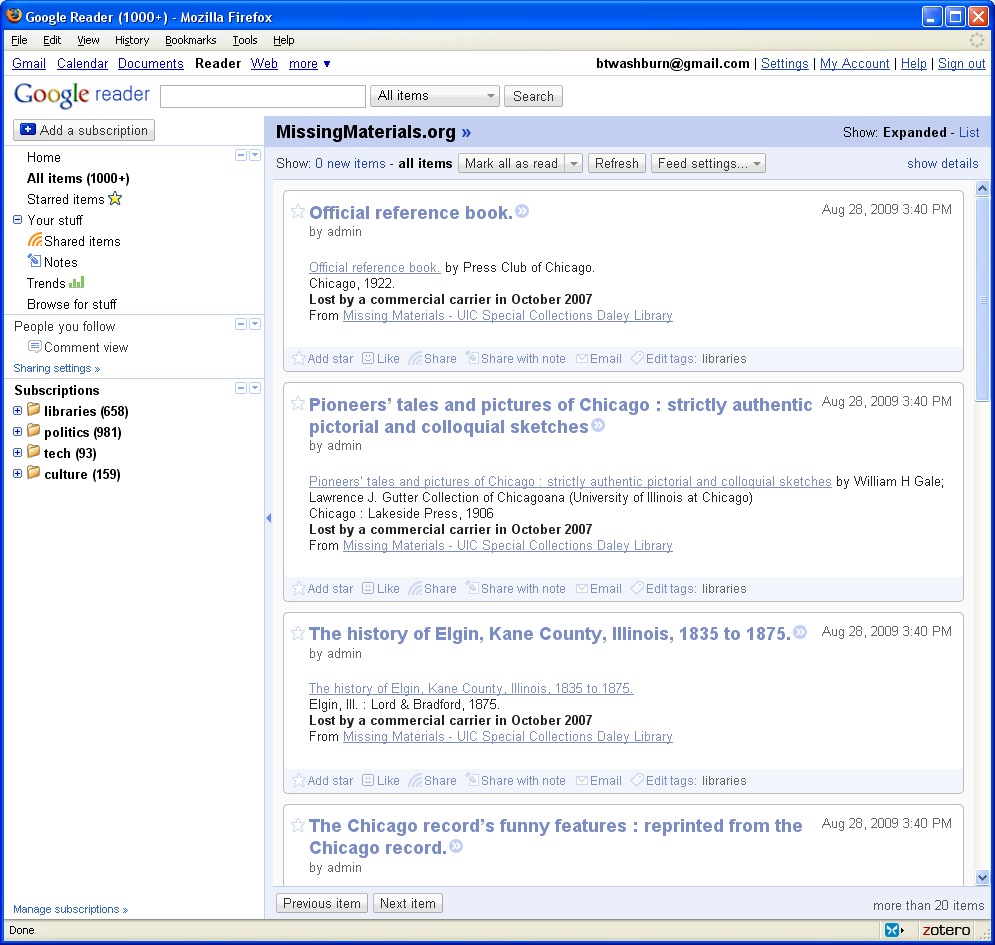 Google Reader (1000+) - Mozilla Firefox
File Edit View History Bookmarks Tools Help
Gmail Calendar Documents Reader Web more ▼
btwashburn@gmail.com | Settings | My Account | Help | Sign out
Google reader All items Search
Add a subscription
Home
All items (1000+)
Starred items
Your stuff
Shared items
Notes
Trends
Browse for stuff
People you follow
Comment view
Sharing settings »
Subscriptions
libraries (658)
politics (981)
tech (93)
culture (159)
Manage subscriptions »
MissingMaterials.org »
Show: Expanded - List
Show: 0 new items - all items Mark all as read Refresh Feed settings... show details
Official reference book. » Aug 28, 2009 3:40 PM
by admin
Official reference book. by Press Club of Chicago.
Chicago, 1922.
Lost by a commercial carrier in October 2007
From Missing Materials - UIC Special Collections Daley Library
Add star Like Share Share with note Email Edit tags: libraries
Pioneers' tales and pictures of Chicago : strictly authentic Aug 28, 2009 3:40 PM
pictorial and colloquial sketches »
by admin
Pioneers' tales and pictures of Chicago : strictly authentic pictorial and colloquial sketches by William H Gale;
Lawrence J. Gutter Collection of Chicagoana (University of Illinois at Chicago)
Chicago : Lakeside Press, 1906
Lost by a commercial carrier in October 2007
From Missing Materials - UIC Special Collections Daley Library
Add star Like Share Share with note Email Edit tags: libraries
The history of Elgin, Kane County, Illinois, 1835 to 1875. » Aug 28, 2009 3:40 PM
by admin
The history of Elgin, Kane County, Illinois, 1835 to 1875.
Elgin, Ill. : Lord & Bradford, 1875.
Lost by a commercial carrier in October 2007
From Missing Materials - UIC Special Collections Daley Library
Add star Like Share Share with note Email Edit tags: libraries
The Chicago record's funny features : reprinted from the Aug 28, 2009 3:40 PM
Chicago record. »
by admin
Previous item Next item more than 20 items
Done zotero